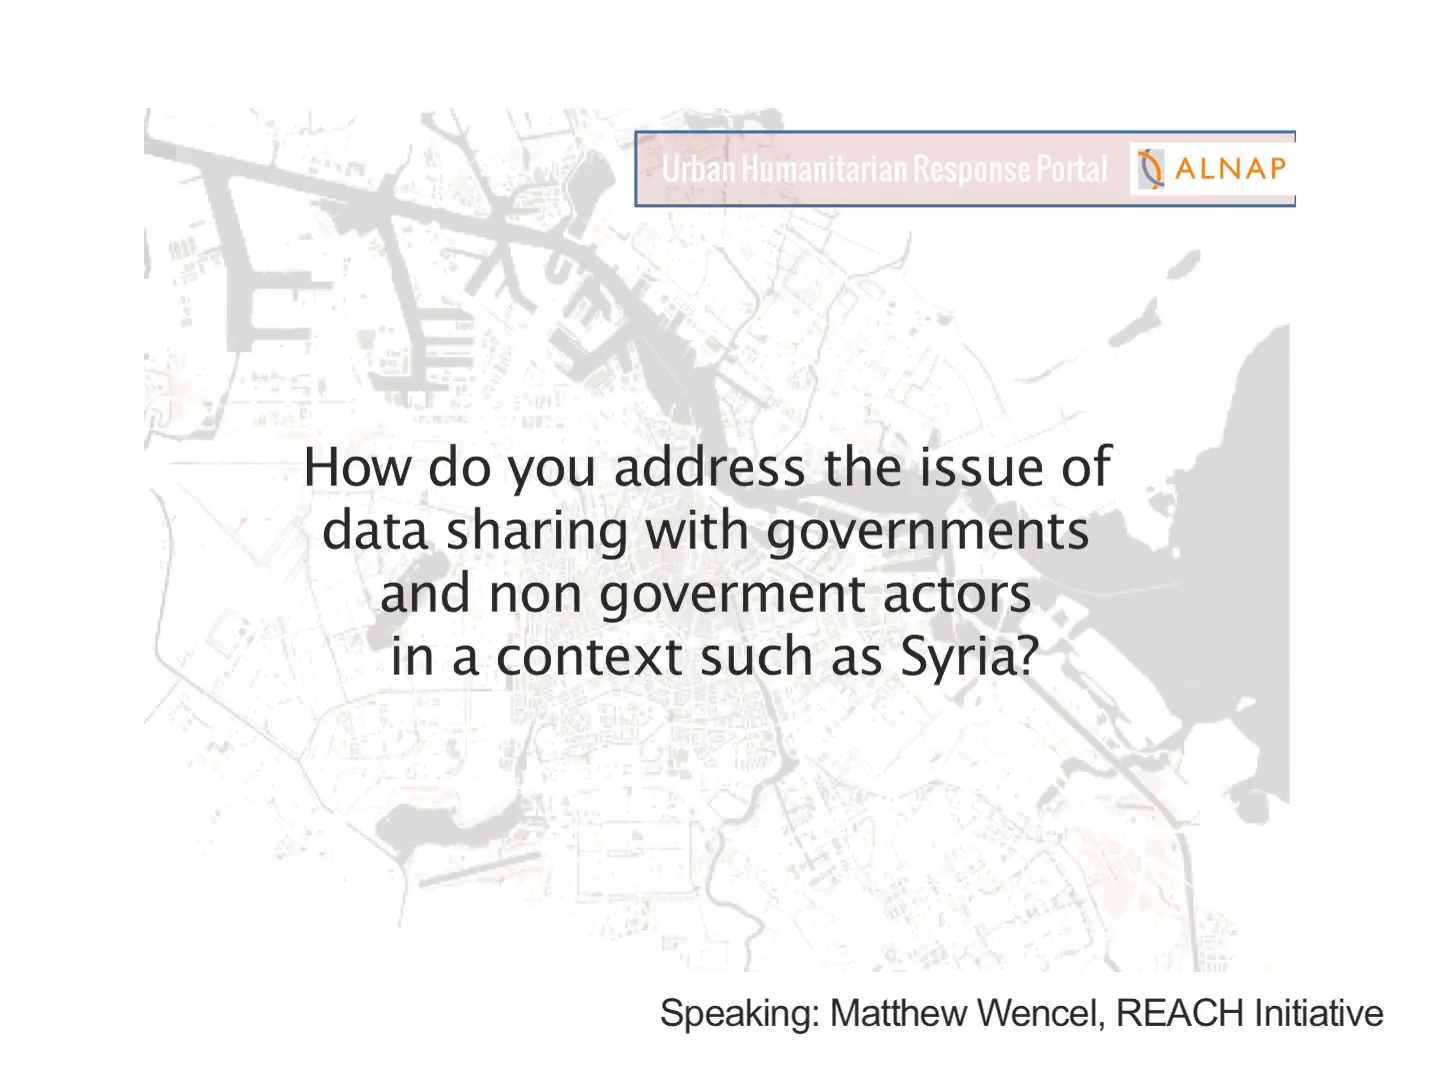 Urban Humanitarian Response Portal ALNAP
How do you address the issue of
data sharing with governments
and non goverment actors
in a context such as Syria?
Speaking: Matthew Wencel, REACH Initiative